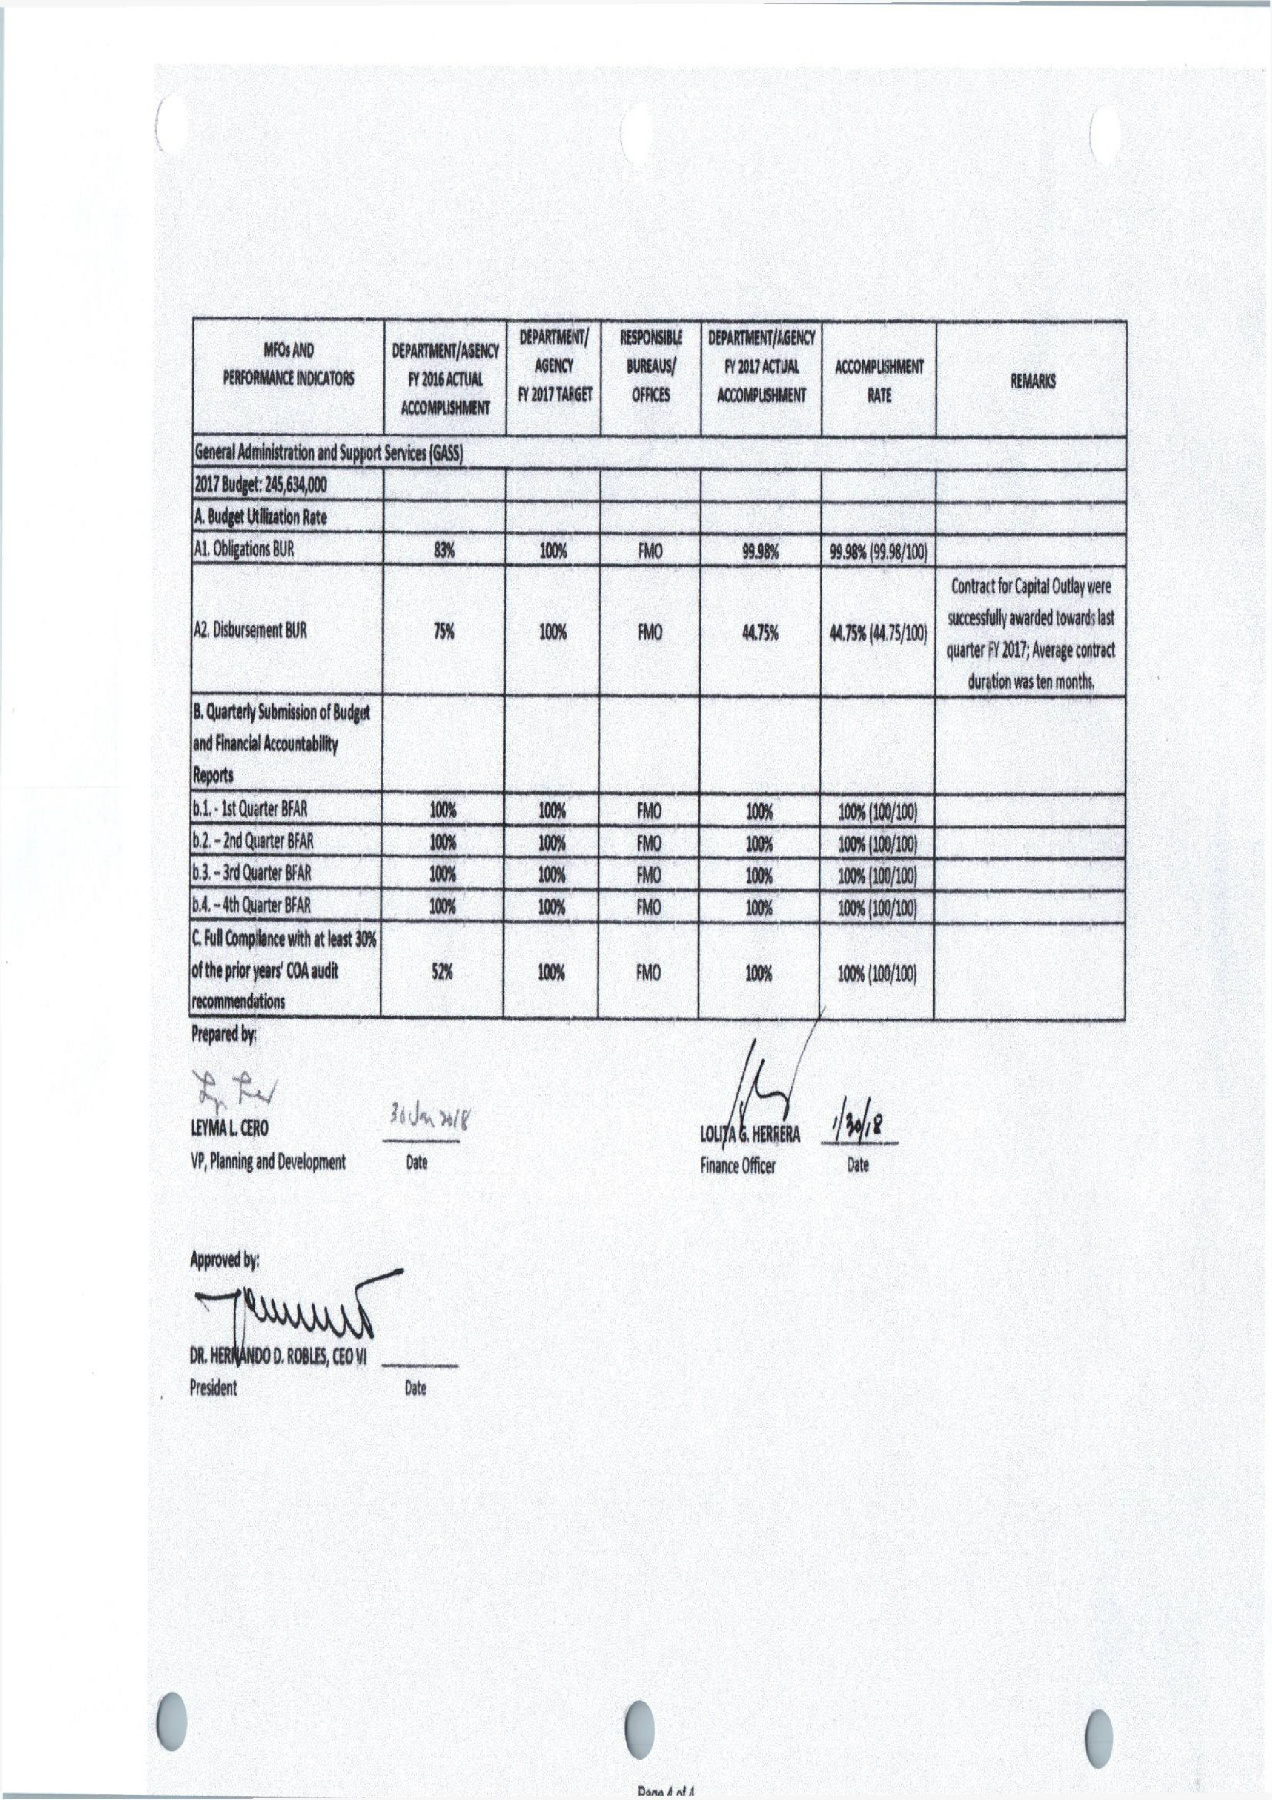 MFOs AND
PERFORMANCE INDICATORS
DEPARTMENT/AGENCY
FY 2016 ACTUAL
ACCOMPLISHMENT
DEPARTMENT/
AGENCY
FY 2017 TARGET
RESPONSIBLE
BUREAUS/
OFFICES
DEPARTMENT/AGENCY
FY 2017 ACTUAL
ACCOMPLISHMENT
ACCOMPLISHMENT
RATE
REMARKS
General Administration and Support Services (GASS)
2017 Budget: 245,634,000
A. Budget Utilization Rate
A1. Obligations BUR 83% 100% FMO 99.98% 99.98% (99.98/100)
A2. Disbursement BUR 75% 100% FMO 44.75% 44.75% (44.75/100)
Contract for Capital Outlay were
successfully awarded towards last
quarter FY 2017; Average contract
duration was ten months.
B. Quarterly Submission of Budget
and Financial Accountability
Reports
b.1. - 1st Quarter BFAR 100% 100% FMO 100% 100% (100/100)
b.2. – 2nd Quarter BFAR 100% 100% FMO 100% 100% (100/100)
b.3. – 3rd Quarter BFAR 100% 100% FMO 100% 100% (100/100)
b.4. – 4th Quarter BFAR 100% 100% FMO 100% 100% (100/100)
C. Full Compliance with at least 30%
of the prior years' COA audit
recommendations
52% 100% FMO 100% 100% (100/100)
Prepared by:
LEYMA L. CERO 30 Jan 2018
VP, Planning and Development Date
LOLITA G. HERRERA 1/30/18
Finance Officer Date
Approved by:
DR. HERNANDO D. ROBLES, CEO VI
President Date
Page 4 of 4